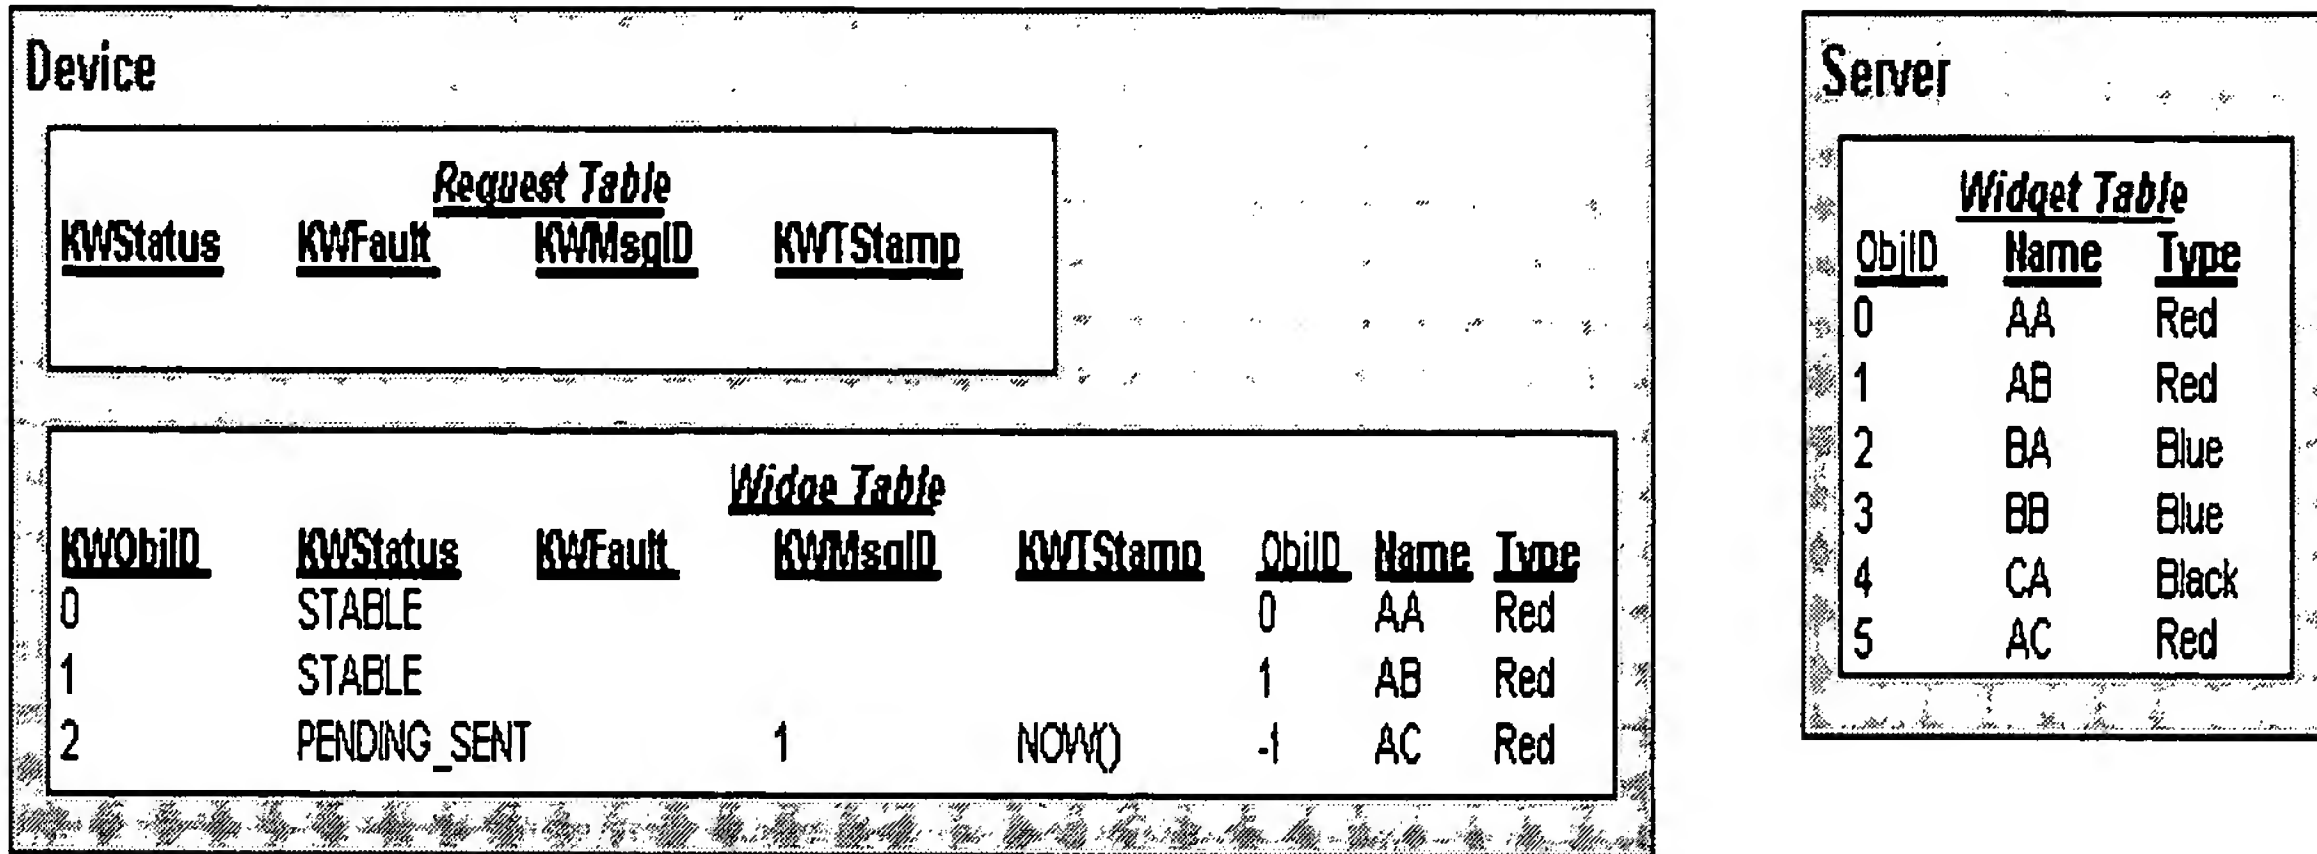 Device
Request Table
KWStatus KWFault KWMsgID KWTStamp
Widge Table
KWObjID KWStatus KWFault KWMsgID KWTStamp ObjID Name Type
0 STABLE 0 AA Red
1 STABLE 1 AB Red
2 PENDING_SENT 1 NOW() -1 AC Red
Server
Widget Table
ObjID Name Type
0 AA Red
1 AB Red
2 BA Blue
3 BB Blue
4 CA Black
5 AC Red